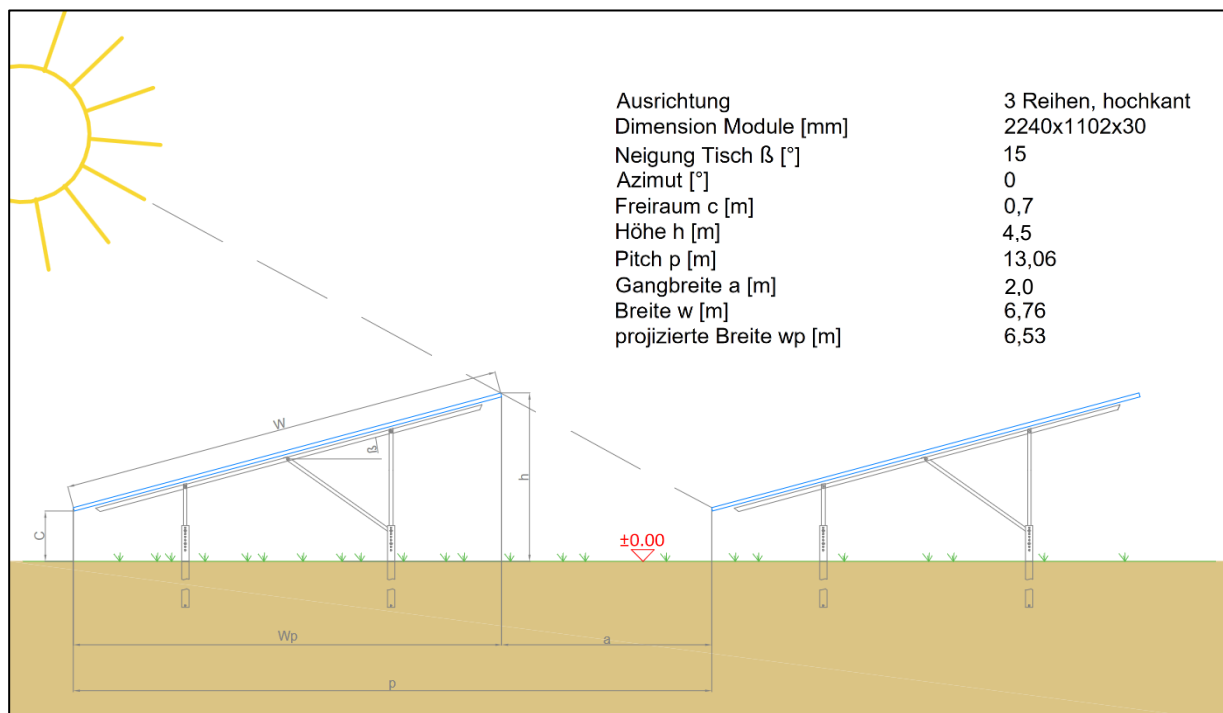 Ausrichtung 3 Reihen, hochkant
Dimension Module [mm] 2240x1102x30
Neigung Tisch ß [°] 15
Azimut [°] 0
Freiraum c [m] 0,7
Höhe h [m] 4,5
Pitch p [m] 13,06
Gangbreite a [m] 2,0
Breite w [m] 6,76
projizierte Breite wp [m] 6,53
W
ß
h
C
±0.00
Wp
a
p